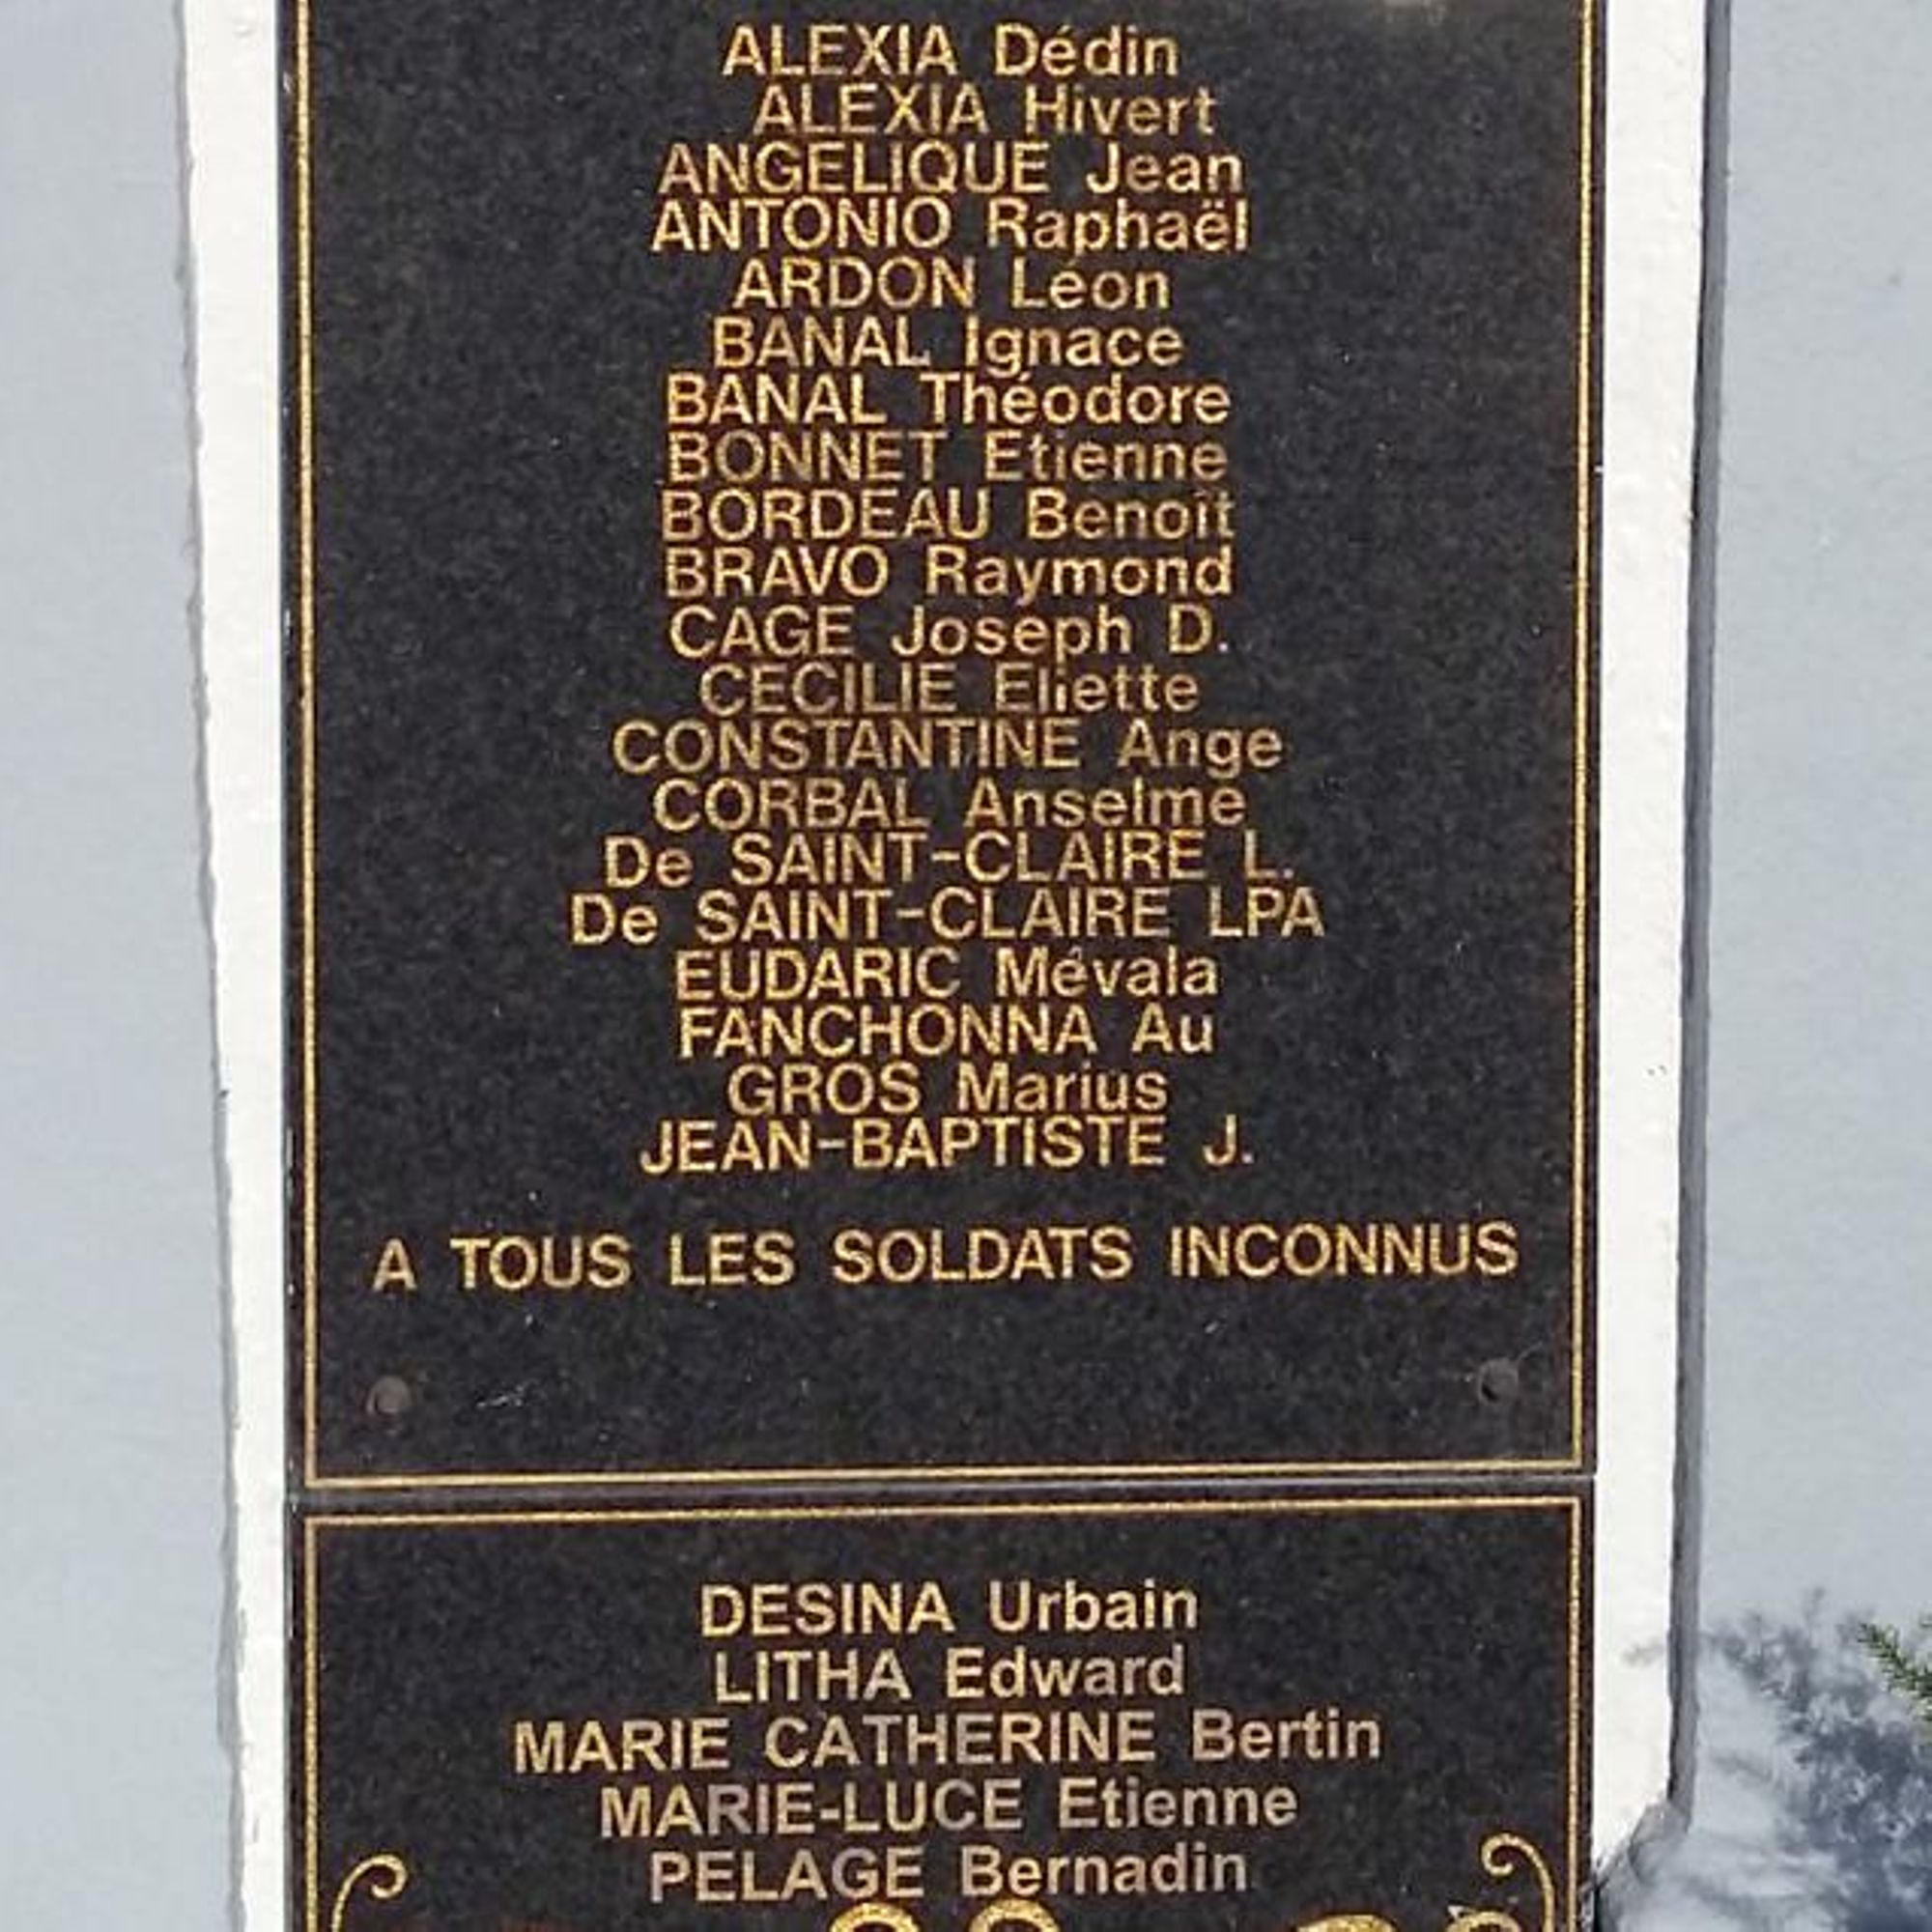 ALEXIA Dédin
ALEXIA Hivert
ANGELIQUE Jean
ANTONIO Raphaël
ARDON Léon
BANAL Ignace
BANAL Théodore
BONNET Etienne
BORDEAU Benoît
BRAVO Raymond
CAGE Joseph D.
CECILIE Eliette
CONSTANTINE Ange
CORBAL Anselme
De SAINT-CLAIRE L.
De SAINT-CLAIRE LPA
EUDARIC Mévala
FANCHONNA Au
GROS Marius
JEAN-BAPTISTE J.
A TOUS LES SOLDATS INCONNUS
DESINA Urbain
LITHA Edward
MARIE CATHERINE Bertin
MARIE-LUCE Etienne
PELAGE Bernadin